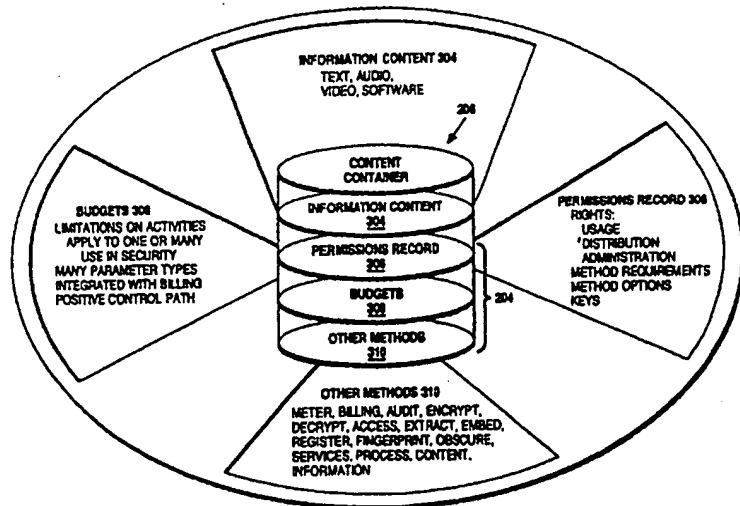 INFORMATION CONTENT 304
TEXT, AUDIO,
VIDEO, SOFTWARE
206
CONTENT
CONTAINER
INFORMATION CONTENT
304
PERMISSIONS RECORD
306
BUDGETS
308
OTHER METHODS
310
204
BUDGETS 308
LIMITATIONS ON ACTIVITIES
APPLY TO ONE OR MANY
USE IN SECURITY
MANY PARAMETER TYPES
INTEGRATED WITH BILLING
POSITIVE CONTROL PATH
PERMISSIONS RECORD 306
RIGHTS:
USAGE
DISTRIBUTION
ADMINISTRATION
METHOD REQUIREMENTS
METHOD OPTIONS
KEYS
OTHER METHODS 310
METER, BILLING, AUDIT, ENCRYPT,
DECRYPT, ACCESS, EXTRACT, EMBED,
REGISTER, FINGERPRINT, OBSCURE,
SERVICES, PROCESS, CONTENT,
INFORMATION